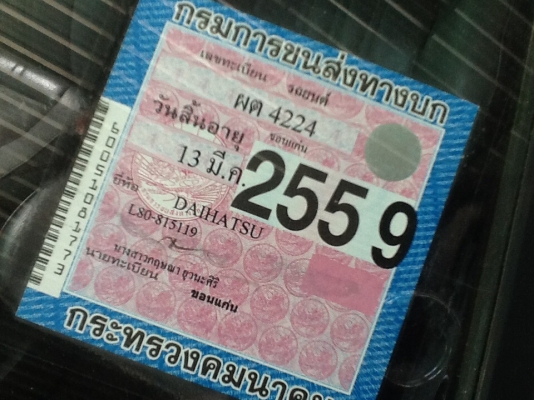 กรมการขนส่งทางบก
เลขทะเบียน รถยนต์
ผต 4224
ขอนแก่น
วันสิ้นอายุ
13 มี.ค. 2559
ยี่ห้อ DAIHATSU
LS0-815119
นายทะเบียน
ขอนแก่น
กระทรวงคมนาคม
60051081773